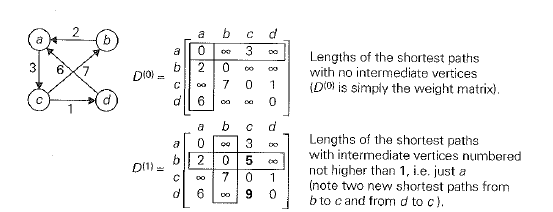 a 2 b
3 6 7
c 1 d
a b c d
a 0 ∞ 3 ∞
D(0) = b 2 0 ∞ ∞
c ∞ 7 0 1
d 6 ∞ ∞ 0
Lengths of the shortest paths
with no intermediate vertices
(D(0) is simply the weight matrix).
a b c d
a 0 ∞ 3 ∞
D(1) = b 2 0 5 ∞
c ∞ 7 0 1
d 6 ∞ 9 0
Lengths of the shortest paths
with intermediate vertices numbered
not higher than 1, i.e. just a
(note two new shortest paths from
b to c and from d to c).